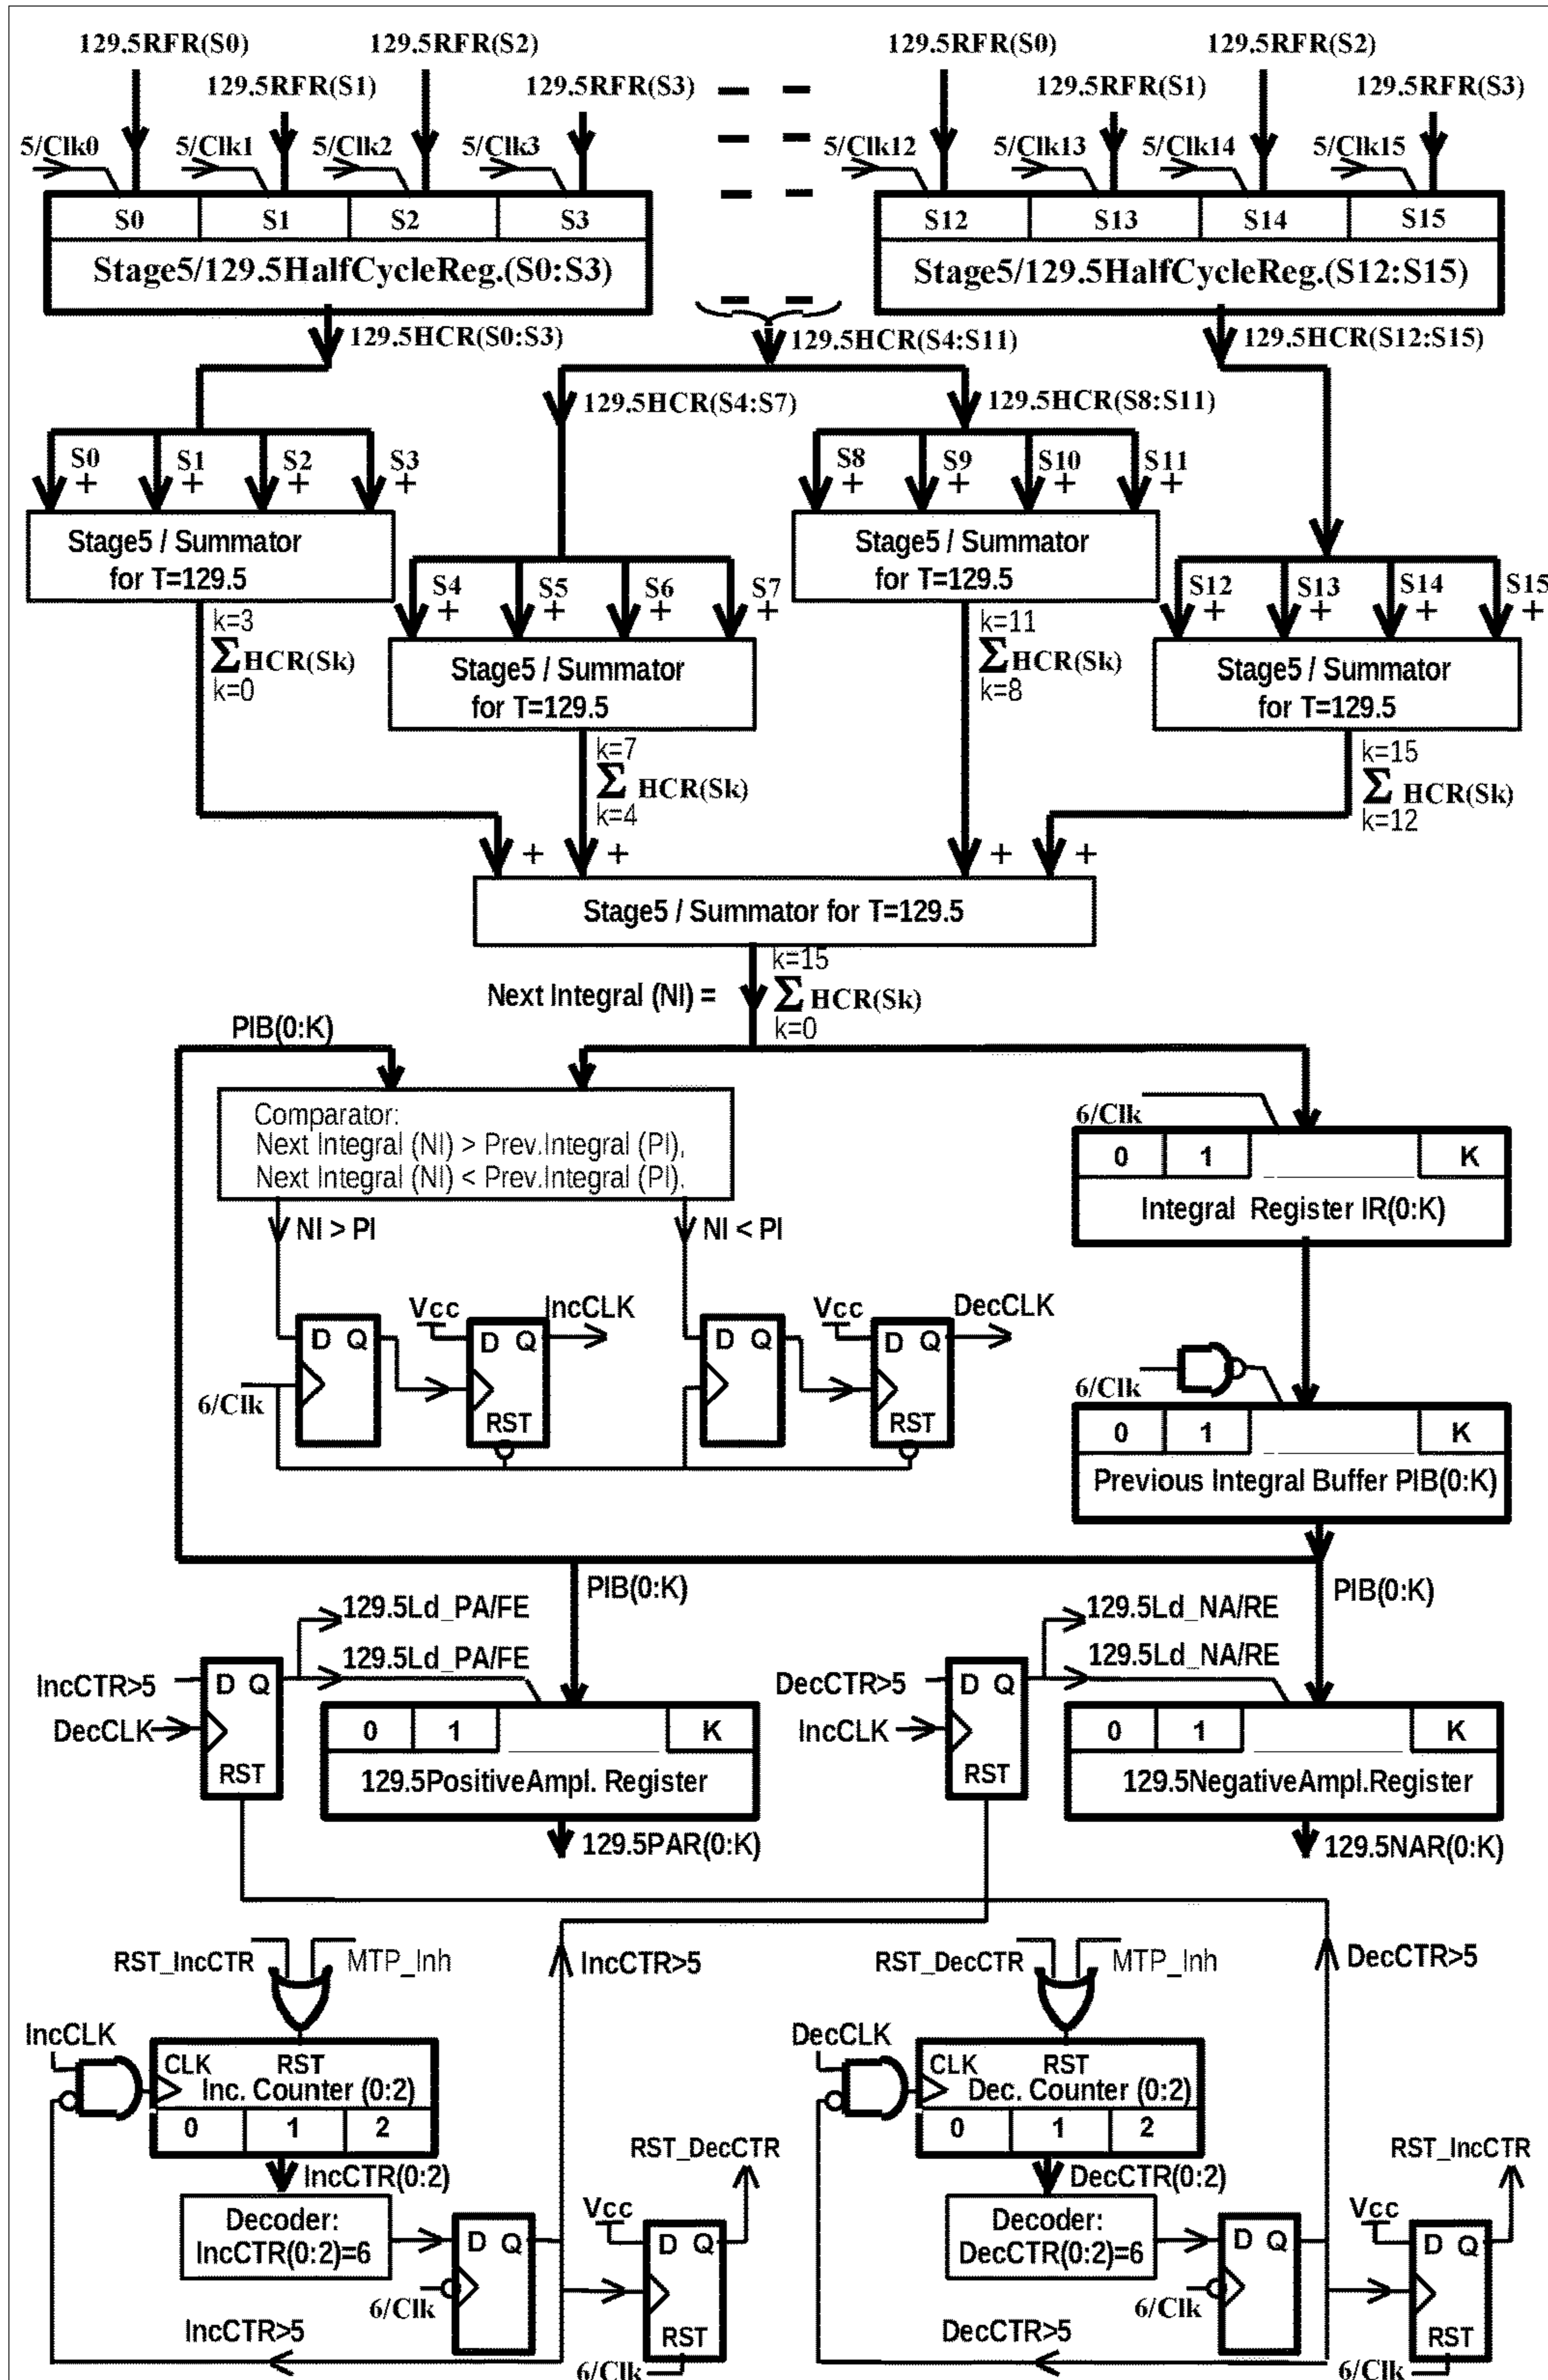 129.5RFR(S0) 129.5RFR(S2) 129.5RFR(S0) 129.5RFR(S2)
129.5RFR(S1) 129.5RFR(S3) 129.5RFR(S1) 129.5RFR(S3)
5/Clk0 5/Clk1 5/Clk2 5/Clk3 5/Clk12 5/Clk13 5/Clk14 5/Clk15
S0 S1 S2 S3 S12 S13 S14 S15
Stage5/129.5HalfCycleReg.(S0:S3) Stage5/129.5HalfCycleReg.(S12:S15)
129.5HCR(S0:S3) 129.5HCR(S4:S11) 129.5HCR(S12:S15)
129.5HCR(S4:S7) 129.5HCR(S8:S11)
S0 S1 S2 S3 S8 S9 S10 S11
+ + + + + + + +
Stage5 / Summator
for T=129.5
Stage5 / Summator
for T=129.5
S4 S5 S6 S7 S12 S13 S14 S15
+ + + + + + + +
k=3
ΣHCR(Sk)
k=0
Stage5 / Summator
for T=129.5
k=11
ΣHCR(Sk)
k=8
Stage5 / Summator
for T=129.5
k=7
Σ HCR(Sk)
k=4
k=15
Σ HCR(Sk)
k=12
+ + + +
Stage5 / Summator for T=129.5
Next Integral (NI) =
k=15
ΣHCR(Sk)
k=0
PIB(0:K)
Comparator:
Next Integral (NI) > Prev.Integral (PI),
Next Integral (NI) < Prev.Integral (PI).
6/Clk
0 1 K
Integral Register IR(0:K)
NI > PI NI < PI
Vcc IncCLK Vcc DecCLK
D Q D Q D Q D Q
6/Clk
RST RST
6/Clk
0 1 K
Previous Integral Buffer PIB(0:K)
PIB(0:K) PIB(0:K)
129.5Ld_PA/FE 129.5Ld_NA/RE
129.5Ld_PA/FE 129.5Ld_NA/RE
IncCTR>5 D Q DecCTR>5 D Q
DecCLK 0 1 K IncCLK 0 1 K
RST 129.5PositiveAmpl. Register RST 129.5NegativeAmpl.Register
129.5PAR(0:K) 129.5NAR(0:K)
RST_IncCTR MTP_Inh IncCTR>5 RST_DecCTR MTP_Inh DecCTR>5
IncCLK DecCLK
CLK RST CLK RST
Inc. Counter (0:2) Dec. Counter (0:2)
0 1 2 0 1 2
RST_DecCTR RST_IncCTR
IncCTR(0:2) DecCTR(0:2)
Decoder:
IncCTR(0:2)=6
D Q
Vcc
D Q
Decoder:
DecCTR(0:2)=6
D Q
Vcc
D Q
6/Clk 6/Clk
IncCTR>5 RST DecCTR>5 RST
6/Clk 6/Clk